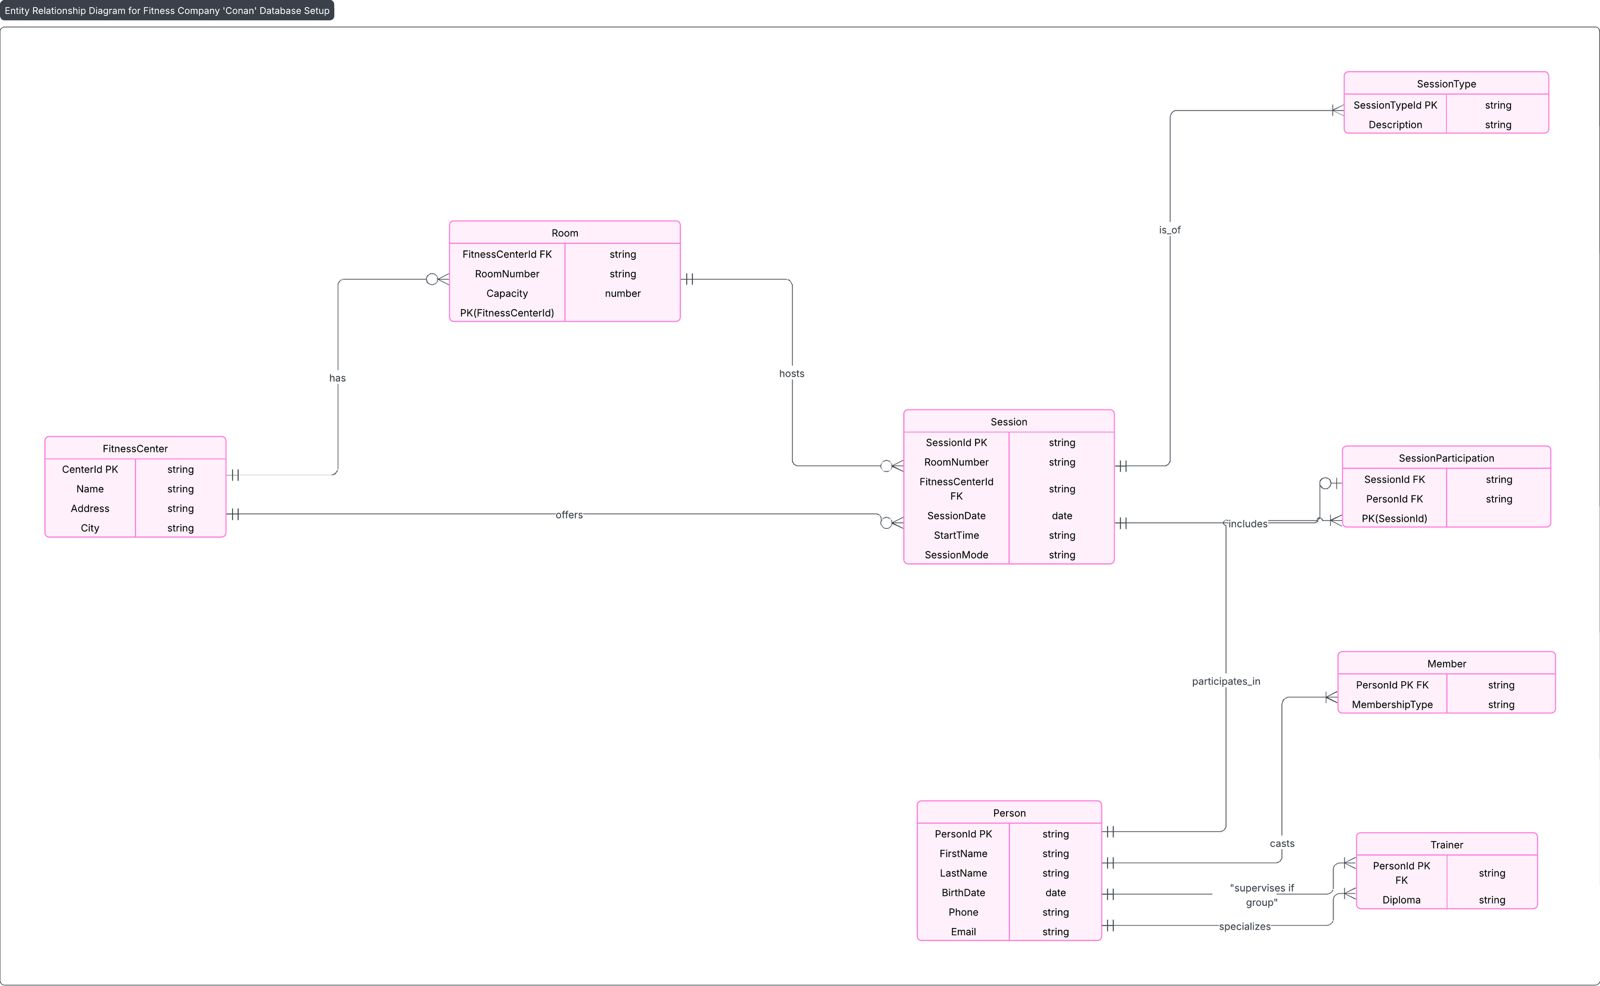 Entity Relationship Diagram for Fitness Company 'Conan' Database Setup
SessionType
SessionTypeId PK string
Description string
is_of
Room
FitnessCenterId FK string
RoomNumber string
Capacity number
PK(FitnessCenterId)
has
hosts
FitnessCenter
CenterId PK string
Name string
Address string
City string
offers
Session
SessionId PK string
RoomNumber string
FitnessCenterId
FK
string
SessionDate date
StartTime string
SessionMode string
includes
SessionParticipation
SessionId FK string
PersonId FK string
PK(SessionId)
participates_in
Member
PersonId PK FK string
MembershipType string
casts
Person
PersonId PK string
FirstName string
LastName string
BirthDate date
Phone string
Email string
"supervises if
group"
specializes
Trainer
PersonId PK
FK
string
Diploma string